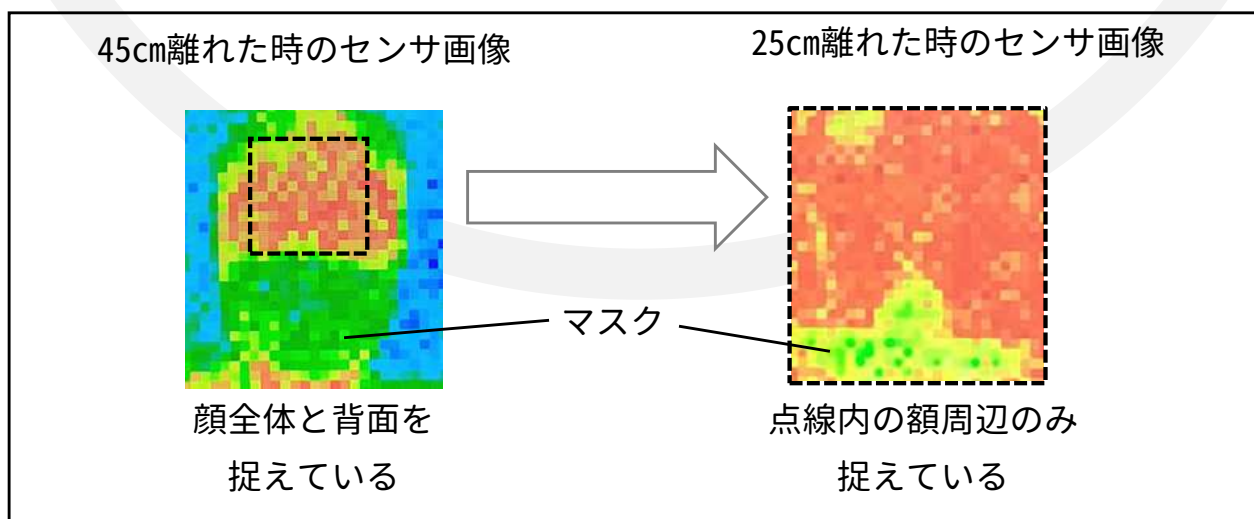 45cm離れた時のセンサ画像
25cm離れた時のセンサ画像
マスク
顔全体と背面を
捉えている
点線内の額周辺のみ
捉えている